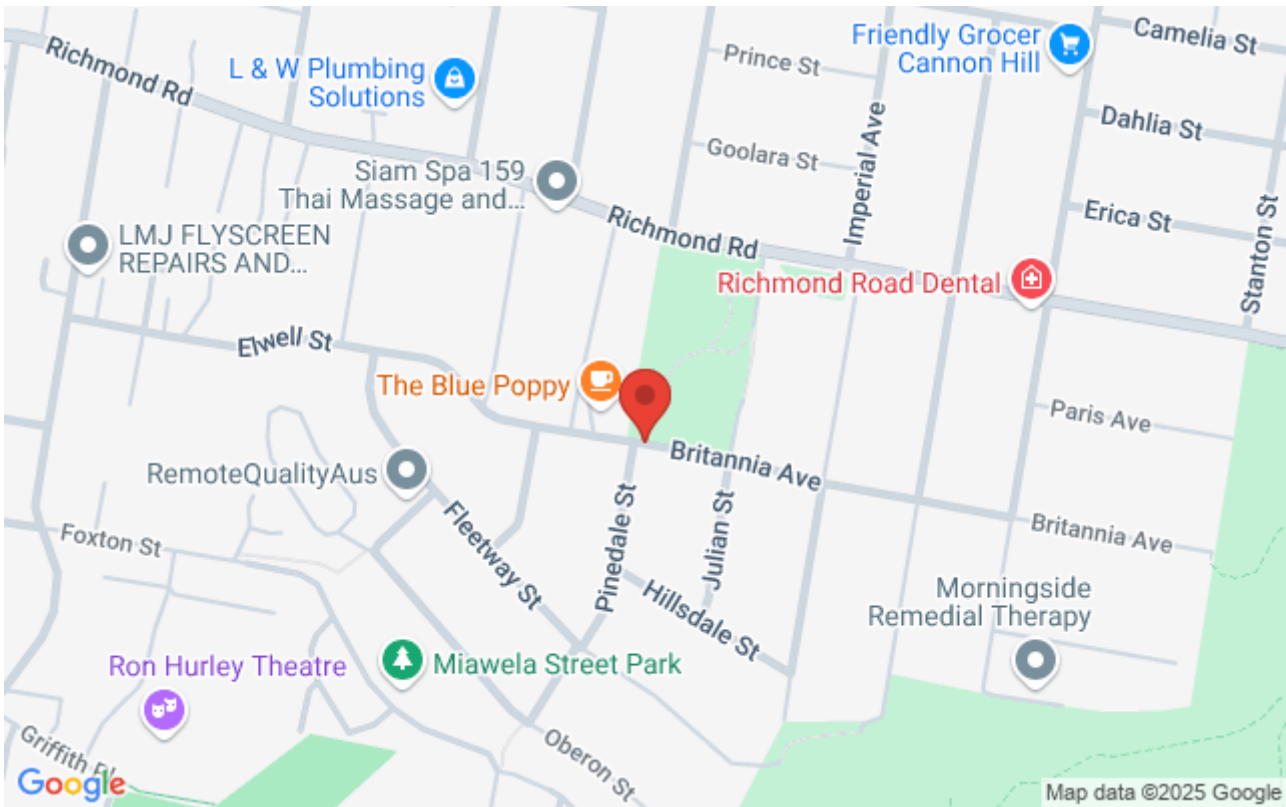 Richmond Rd
L & W Plumbing
Solutions
Prince St
Friendly Grocer
Cannon Hill
Camelia St
Dahlia St
Goolara St
Imperial Ave
Siam Spa 159
Thai Massage and...
Richmond Rd
Erica St
Stanton St
LMJ FLYSCREEN
REPAIRS AND...
Richmond Road Dental
Elwell St
The Blue Poppy
Paris Ave
Britannia Ave
RemoteQualityAus
Fleetway St
Pinedale St
Julian St
Britannia Ave
Foxton St
Hillsdale St
Morningside
Remedial Therapy
Ron Hurley Theatre
Miawela Street Park
Griffith
Oberon St
Google
Map data ©2025 Google